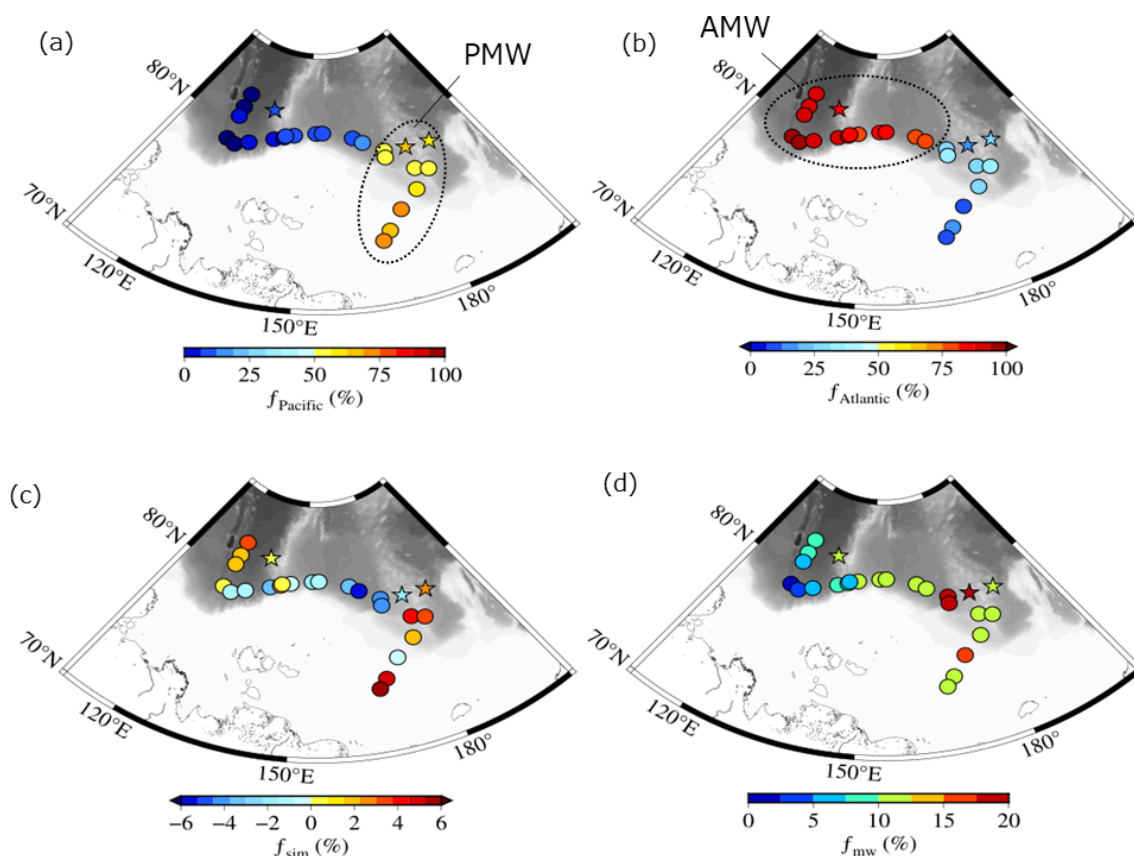 (a)
PMW
80°N
70°N
120°E
150°E
180°
0 25 50 75 100
fPacific (%)
(b)
AMW
80°N
70°N
120°E
150°E
180°
0 25 50 75 100
fAtlantic (%)
(c)
80°N
70°N
120°E
150°E
180°
−6 −4 −2 0 2 4 6
fsim (%)
(d)
80°N
70°N
120°E
150°E
180°
0 5 10 15 20
fmw (%)